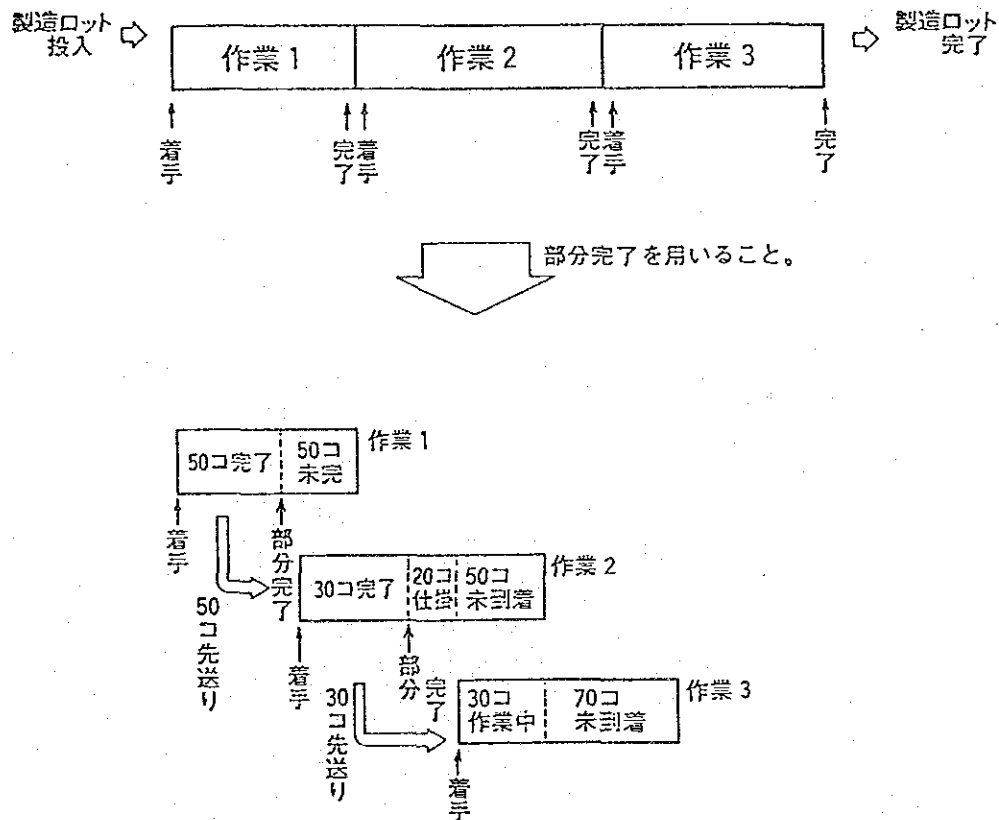 製造ロット
投入
作業1
作業2
作業3
製造ロット
完了
着手
完了
着手
完了
着手
完了
部分完了を用いること。
50コ完了
50コ
未完
作業1
着手
部分完了
50コ先送り
30コ完了
20コ
仕掛
50コ
未到着
作業2
着手
部分
完了
30コ先送り
30コ
作業中
70コ
未到着
作業3
着手